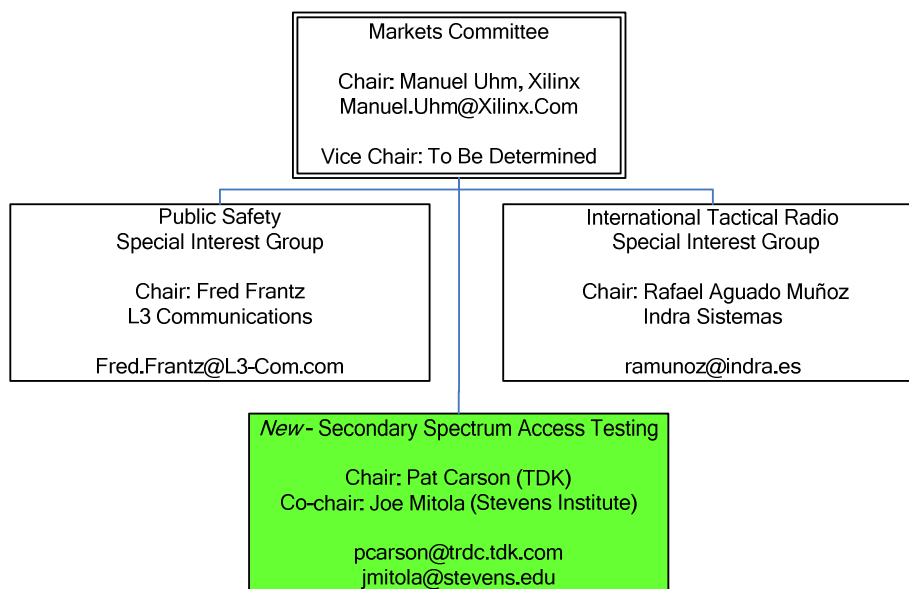 Markets Committee
Chair: Manuel Uhm, Xilinx
Manuel.Uhm@Xilinx.Com
Vice Chair: To Be Determined
Public Safety
Special Interest Group
Chair: Fred Frantz
L3 Communications
Fred.Frantz@L3-Com.com
International Tactical Radio
Special Interest Group
Chair: Rafael Aguado Muñoz
Indra Sistemas
ramunoz@indra.es
New - Secondary Spectrum Access Testing
Chair: Pat Carson (TDK)
Co-chair: Joe Mitola (Stevens Institute)
pcarson@trdc.tdk.com
jmitola@stevens.edu